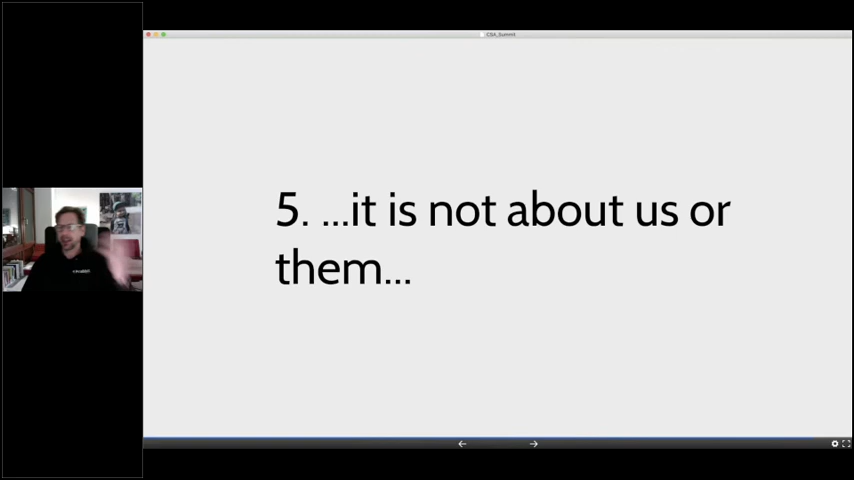 CSA_Summit
5. ...it is not about us or
them...